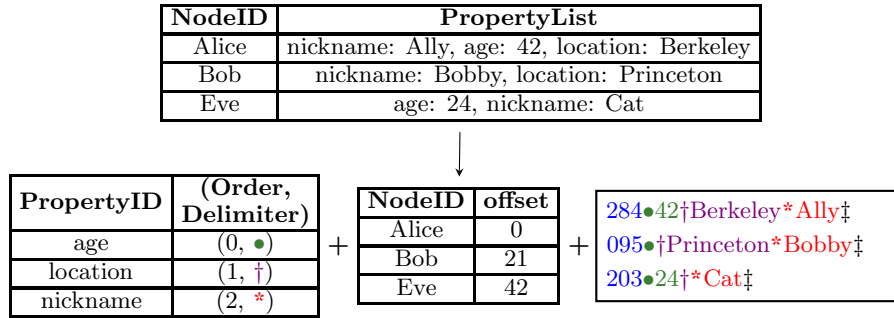 NodeID PropertyList
Alice nickname: Ally, age: 42, location: Berkeley
Bob nickname: Bobby, location: Princeton
Eve age: 24, nickname: Cat
PropertyID (Order, Delimiter)
age (0, ●)
location (1, †)
nickname (2, *)
+
NodeID offset
Alice 0
Bob 21
Eve 42
+
284●42†Berkeley*Ally‡
095●†Princeton*Bobby‡
203●24†*Cat‡